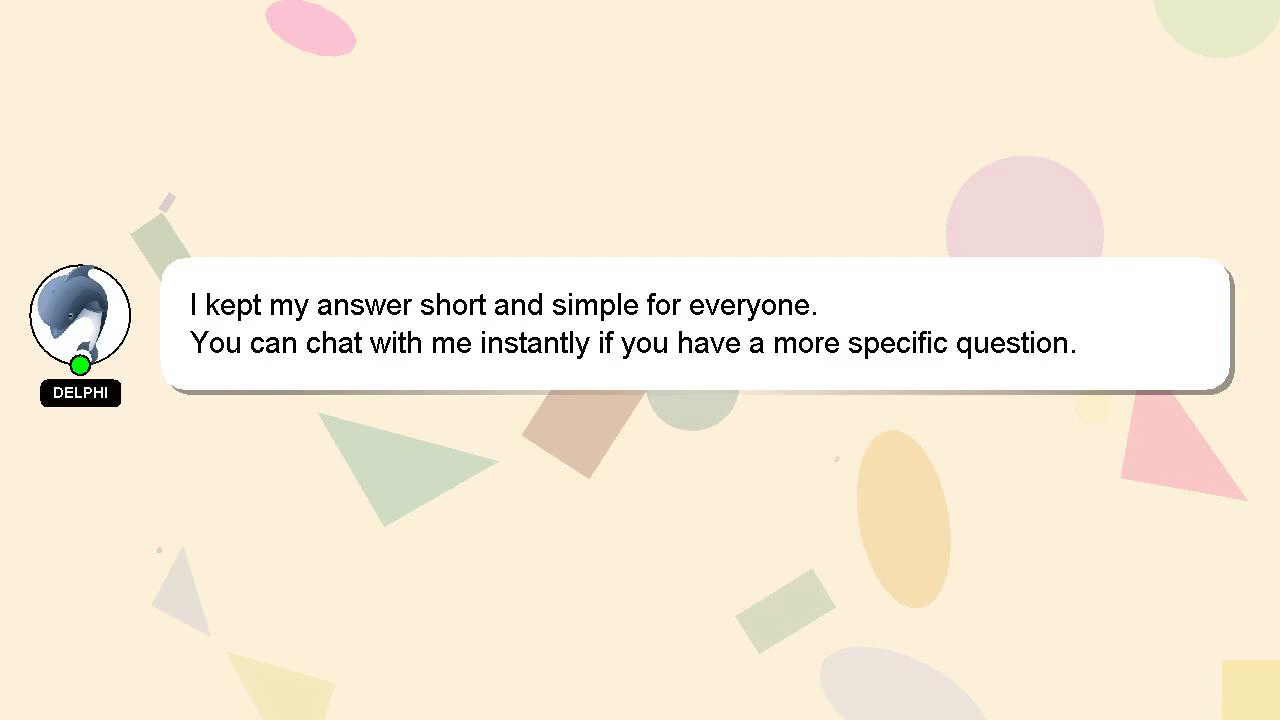 I kept my answer short and simple for everyone.
You can chat with me instantly if you have a more specific question.
DELPHI